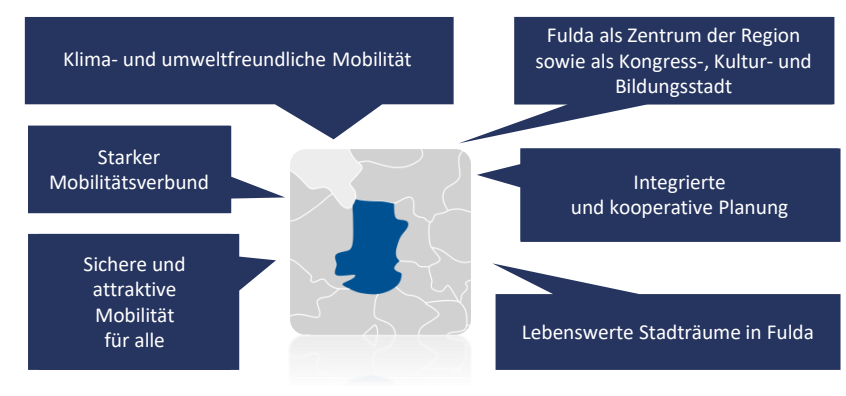 Klima- und umweltfreundliche Mobilität
Fulda als Zentrum der Region
sowie als Kongress-, Kultur- und
Bildungsstadt
Starker
Mobilitätsverbund
Integrierte
und kooperative Planung
Sichere und
attraktive
Mobilität
für alle
Lebenswerte Stadträume in Fulda